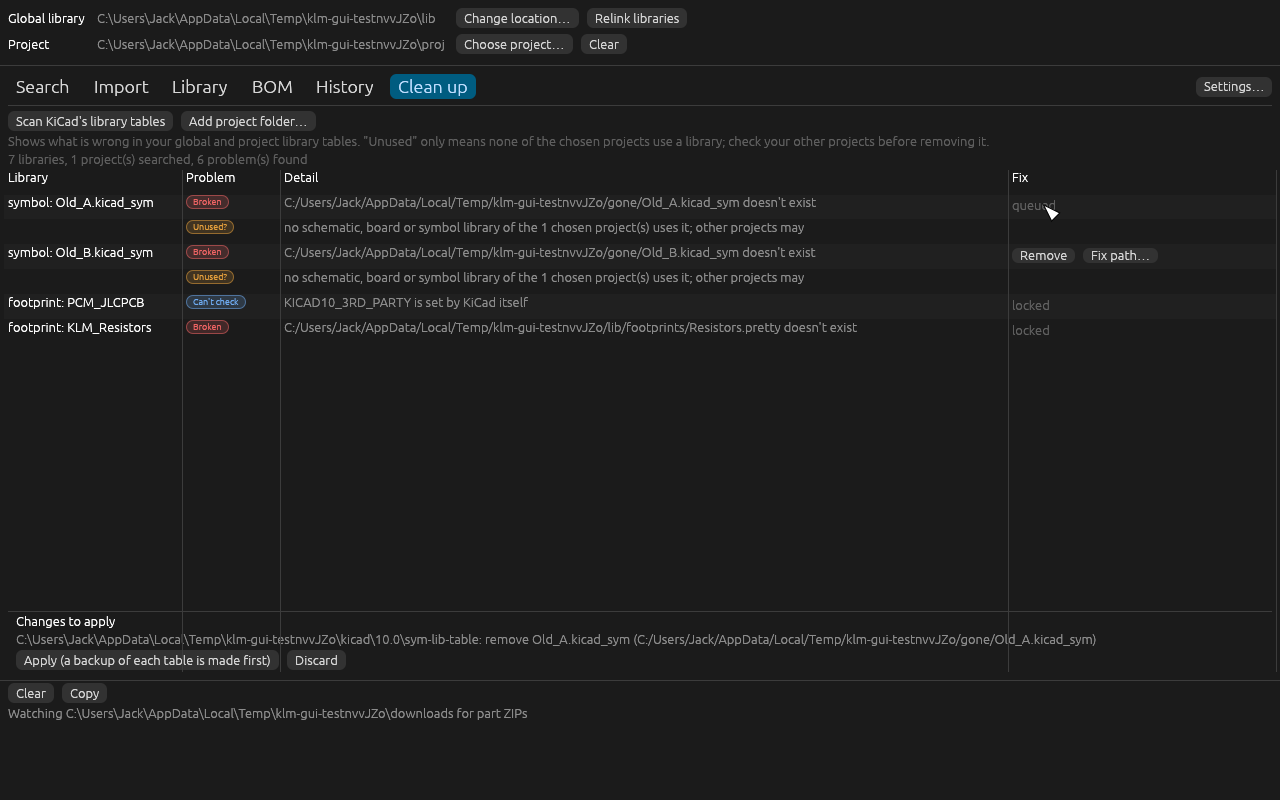 Global library C:\Users\Jack\AppData\Local\Temp\klm-gui-testnvvJZo\lib Change location… Relink libraries
Project C:\Users\Jack\AppData\Local\Temp\klm-gui-testnvvJZo\proj Choose project… Clear
Search Import Library BOM History Clean up Settings…
Scan KiCad's library tables Add project folder…
Shows what is wrong in your global and project library tables. "Unused" only means none of the chosen projects use a library; check your other projects before removing it.
7 libraries, 1 project(s) searched, 6 problem(s) found
Library Problem Detail Fix
symbol: Old_A.kicad_sym Broken C:/Users/Jack/AppData/Local/Temp/klm-gui-testnvvJZo/gone/Old_A.kicad_sym doesn't exist queued
Unused? no schematic, board or symbol library of the 1 chosen project(s) uses it; other projects may
symbol: Old_B.kicad_sym Broken C:/Users/Jack/AppData/Local/Temp/klm-gui-testnvvJZo/gone/Old_B.kicad_sym doesn't exist Remove Fix path…
Unused? no schematic, board or symbol library of the 1 chosen project(s) uses it; other projects may
footprint: PCM_JLCPCB Can't check KICAD10_3RD_PARTY is set by KiCad itself locked
footprint: KLM_Resistors Broken C:/Users/Jack/AppData/Local/Temp/klm-gui-testnvvJZo/lib/footprints/Resistors.pretty doesn't exist locked
Changes to apply
C:\Users\Jack\AppData\Local\Temp\klm-gui-testnvvJZo\kicad\10.0\sym-lib-table: remove Old_A.kicad_sym (C:/Users/Jack/AppData/Local/Temp/klm-gui-testnvvJZo/gone/Old_A.kicad_sym)
Apply (a backup of each table is made first) Discard
Clear Copy
Watching C:\Users\Jack\AppData\Local\Temp\klm-gui-testnvvJZo\downloads for part ZIPs